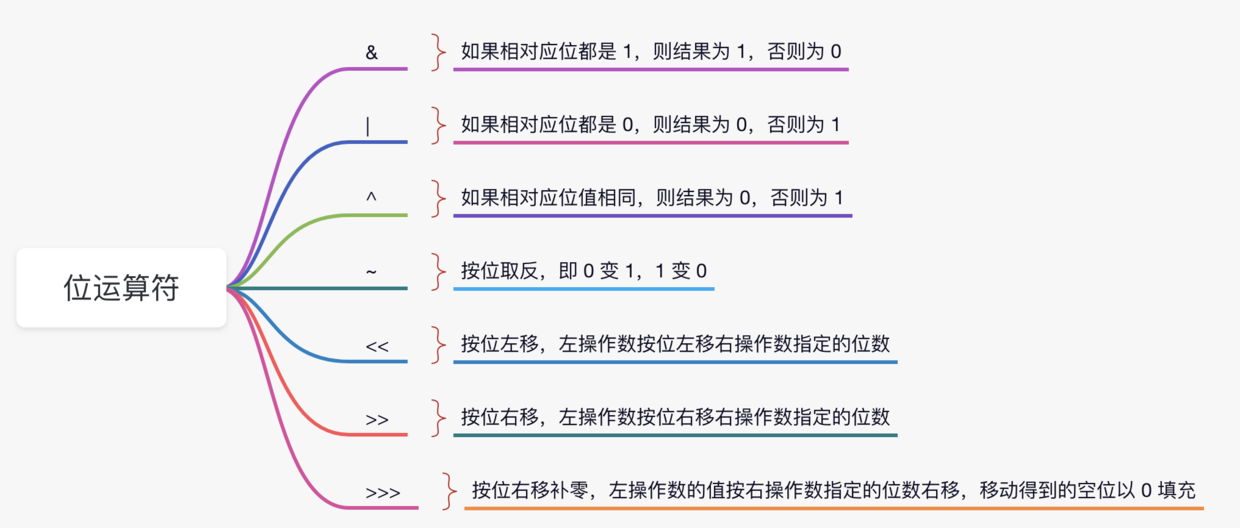 位运算符
&
如果相对应位都是 1，则结果为 1，否则为 0
|
如果相对应位都是 0，则结果为 0，否则为 1
^
如果相对应位值相同，则结果为 0，否则为 1
~
按位取反，即 0 变 1，1 变 0
<<
按位左移，左操作数按位左移右操作数指定的位数
>>
按位右移，左操作数按位右移右操作数指定的位数
>>>
按位右移补零，左操作数的值按右操作数指定的位数右移，移动得到的空位以 0 填充